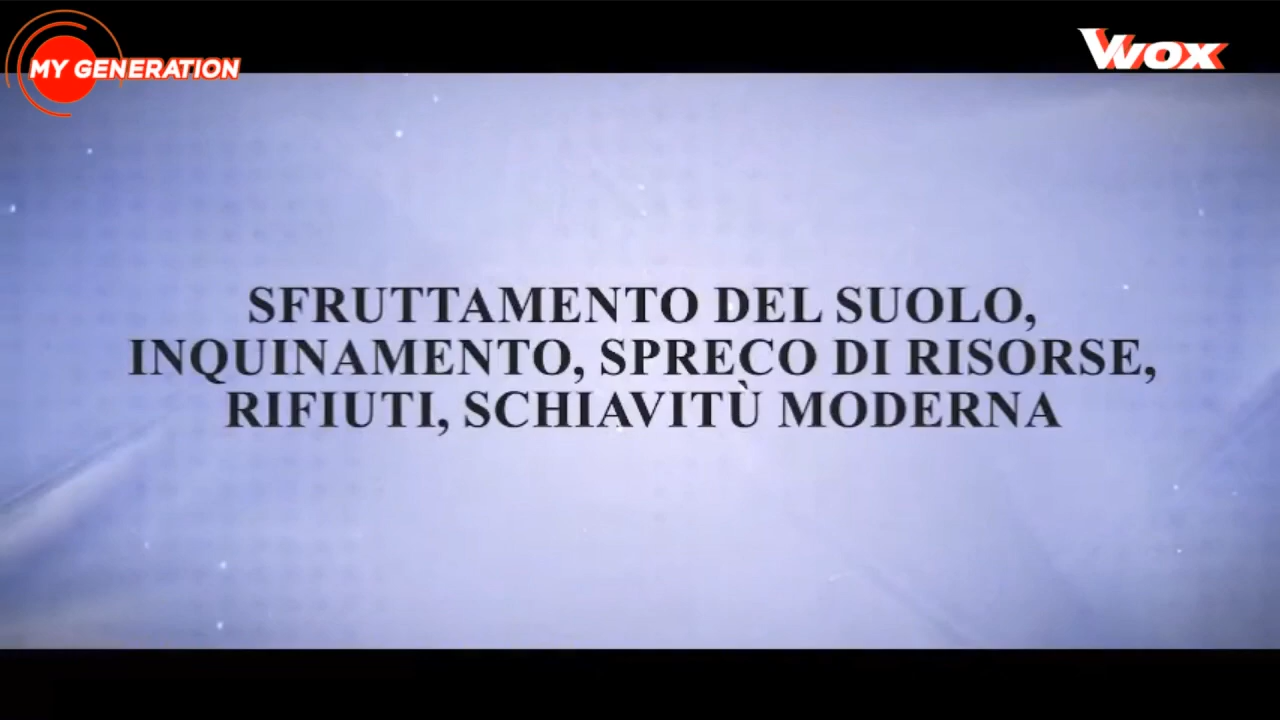 MY GENERATION
VVOX
SFRUTTAMENTO DEL SUOLO,
INQUINAMENTO, SPRECO DI RISORSE,
RIFIUTI, SCHIAVITÙ MODERNA